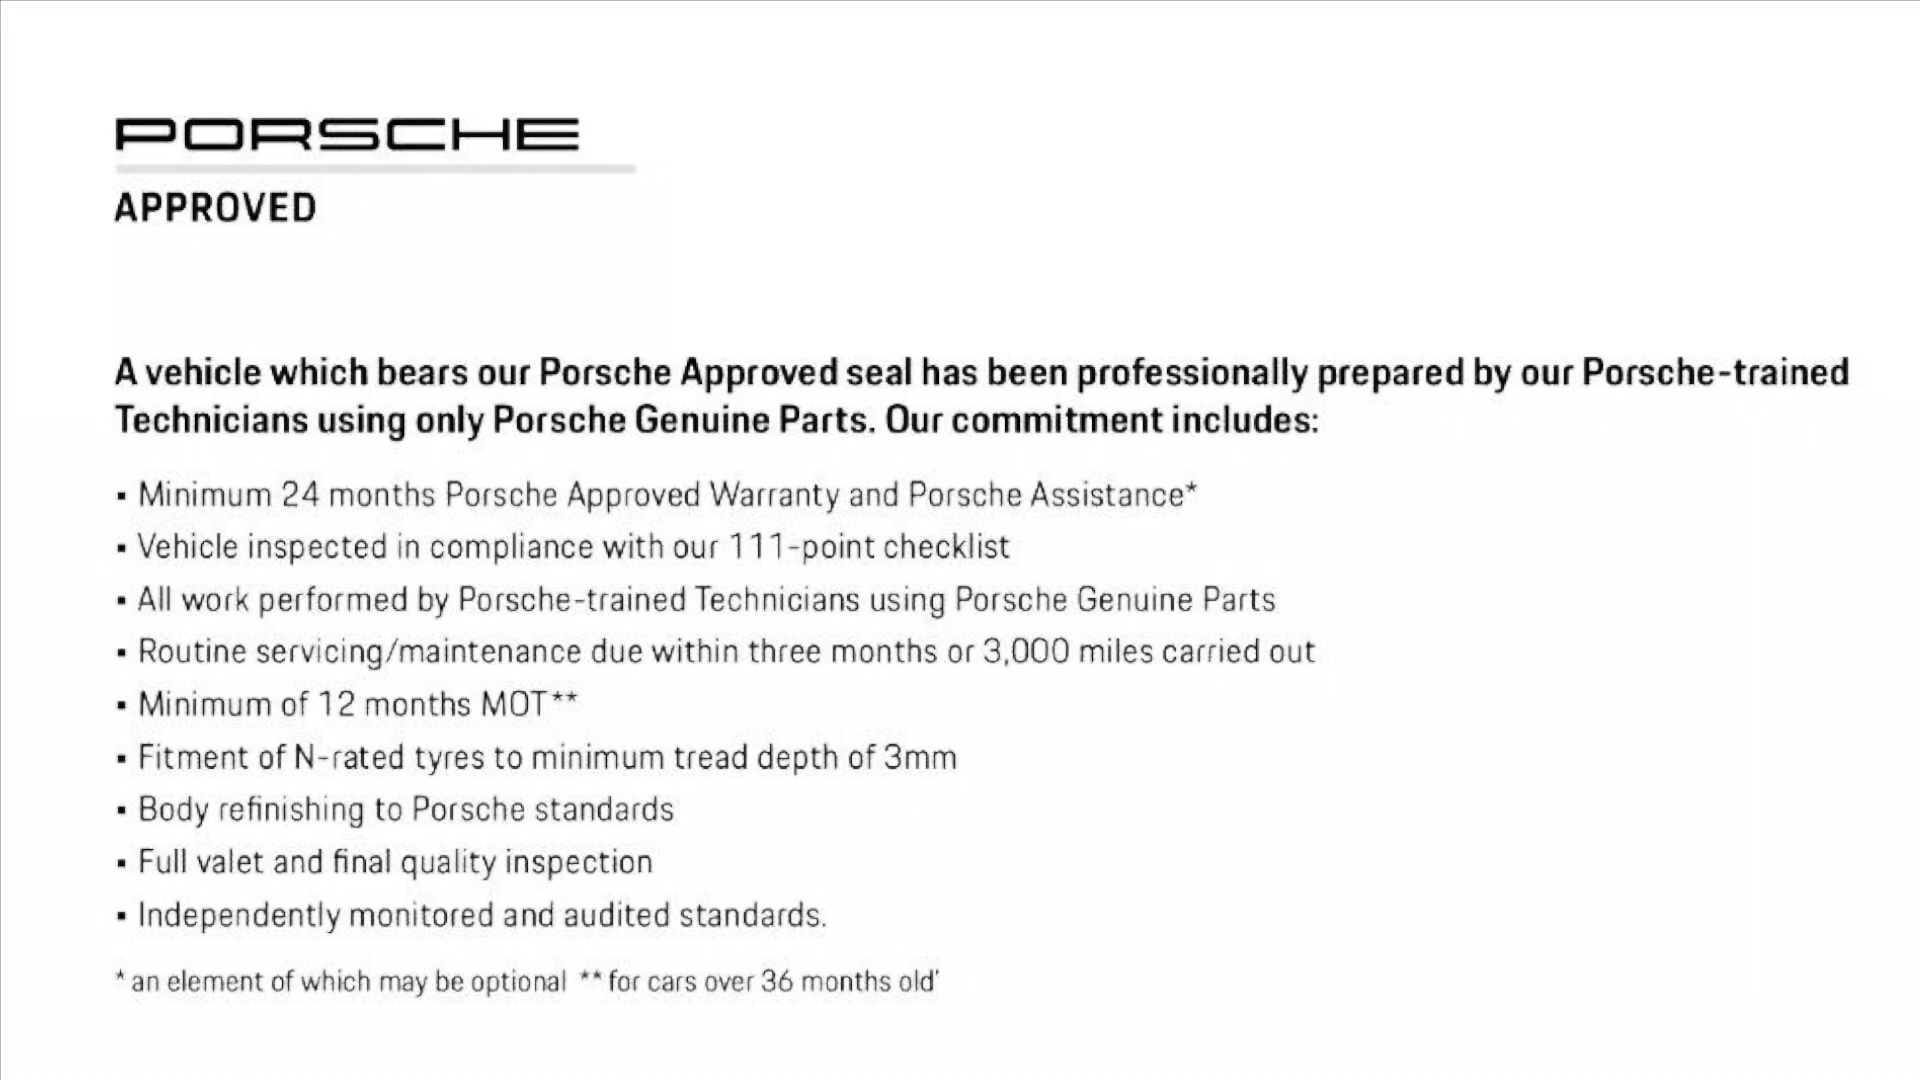 PORSCHE
APPROVED
A vehicle which bears our Porsche Approved seal has been professionally prepared by our Porsche-trained
Technicians using only Porsche Genuine Parts. Our commitment includes:
▪ Minimum 24 months Porsche Approved Warranty and Porsche Assistance*
▪ Vehicle inspected in compliance with our 111-point checklist
▪ All work performed by Porsche-trained Technicians using Porsche Genuine Parts
▪ Routine servicing/maintenance due within three months or 3,000 miles carried out
▪ Minimum of 12 months MOT**
▪ Fitment of N-rated tyres to minimum tread depth of 3mm
▪ Body refinishing to Porsche standards
▪ Full valet and final quality inspection
▪ Independently monitored and audited standards.
* an element of which may be optional ** for cars over 36 months old'